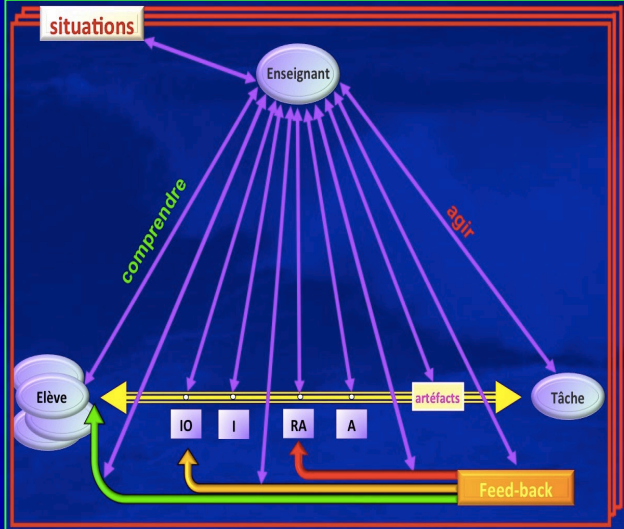 situations
Enseignant
comprendre
agir
Elève
artéfacts
Tâche
IO
I
RA
A
Feed-back